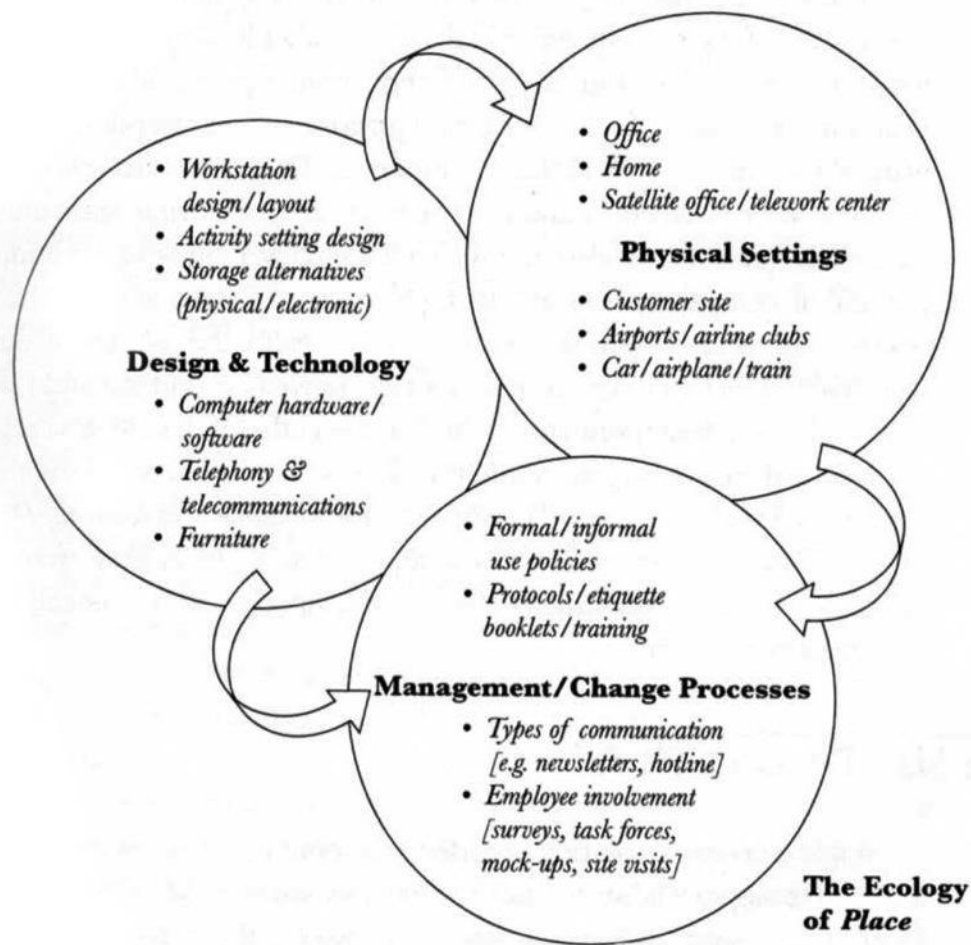 • Workstation
design/layout
• Activity setting design
• Storage alternatives
(physical/electronic)
Design & Technology
• Computer hardware/
software
• Telephony &
telecommunications
• Furniture
• Office
• Home
• Satellite office/telework center
Physical Settings
• Customer site
• Airports/airline clubs
• Car/airplane/train
• Formal/informal
use policies
• Protocols/etiquette
booklets/training
Management/Change Processes
• Types of communication
[e.g. newsletters, hotline]
• Employee involvement
[surveys, task forces,
mock-ups, site visits]
The Ecology
of Place